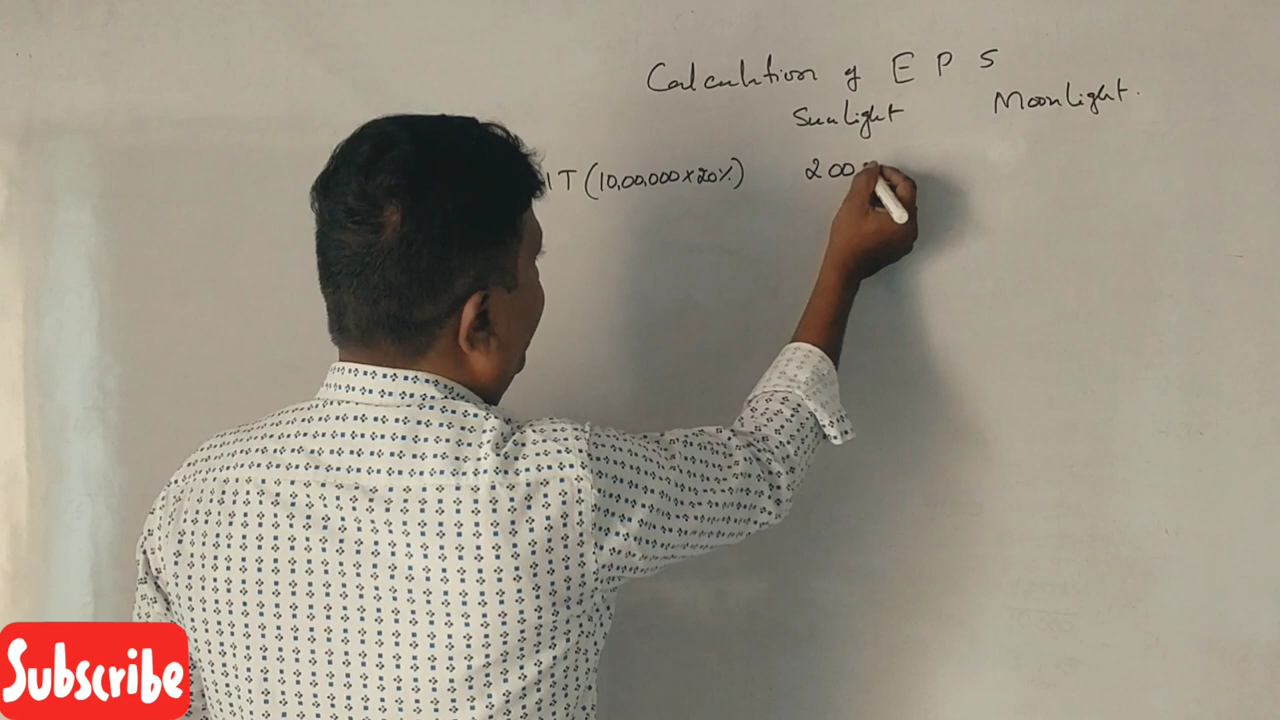 Calculation of E P S
Sunlight Moonlight.
IT (10,00,000 x 20%) 200
Subscribe